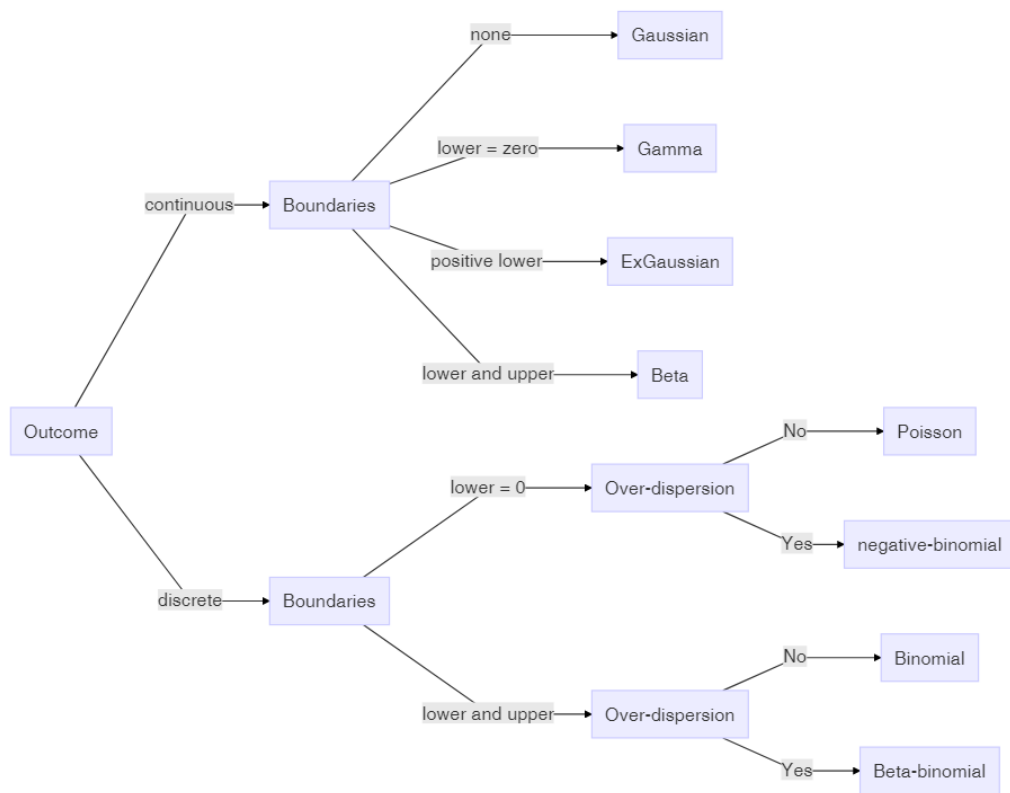 none
Gaussian
lower = zero
Gamma
continuous
Boundaries
positive lower
ExGaussian
lower and upper
Beta
Outcome
No
Poisson
lower = 0
Over-dispersion
Yes
negative-binomial
discrete
Boundaries
No
Binomial
lower and upper
Over-dispersion
Yes
Beta-binomial